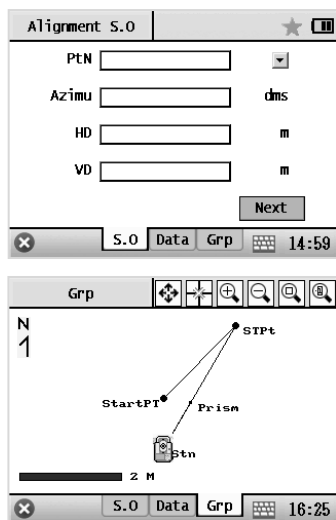 Alignment S.O
PtN
Azimu dms
HD m
VD m
Next
S.O Data Grp 14:59
Grp
N
STPt
StartPT
Prism
Stn
2 M
S.O Data Grp 16:25